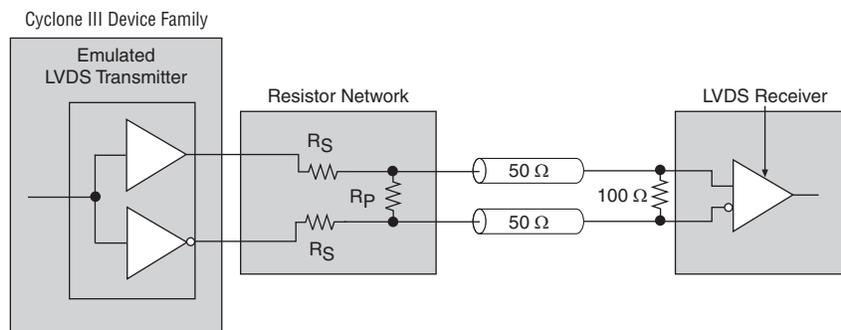 Cyclone III Device Family
Emulated
LVDS Transmitter
Resistor Network
LVDS Receiver
RS
50 Ω
RP
100 Ω
50 Ω
RS